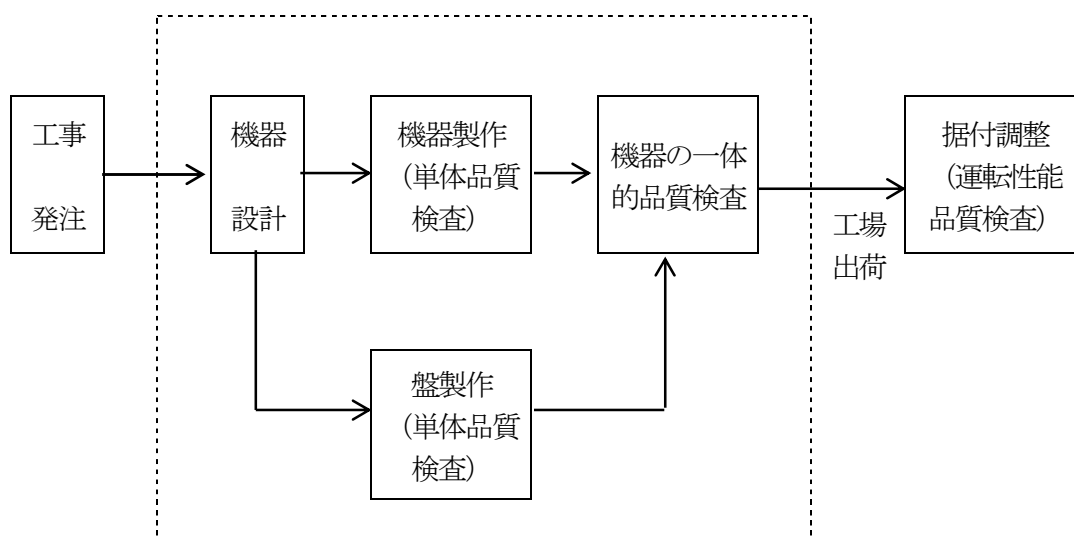 工事
発注
機器
設計
機器製作
（単体品質
検査）
機器の一体
的品質検査
工場
出荷
据付調整
（運転性能
品質検査）
盤製作
（単体品質
検査）